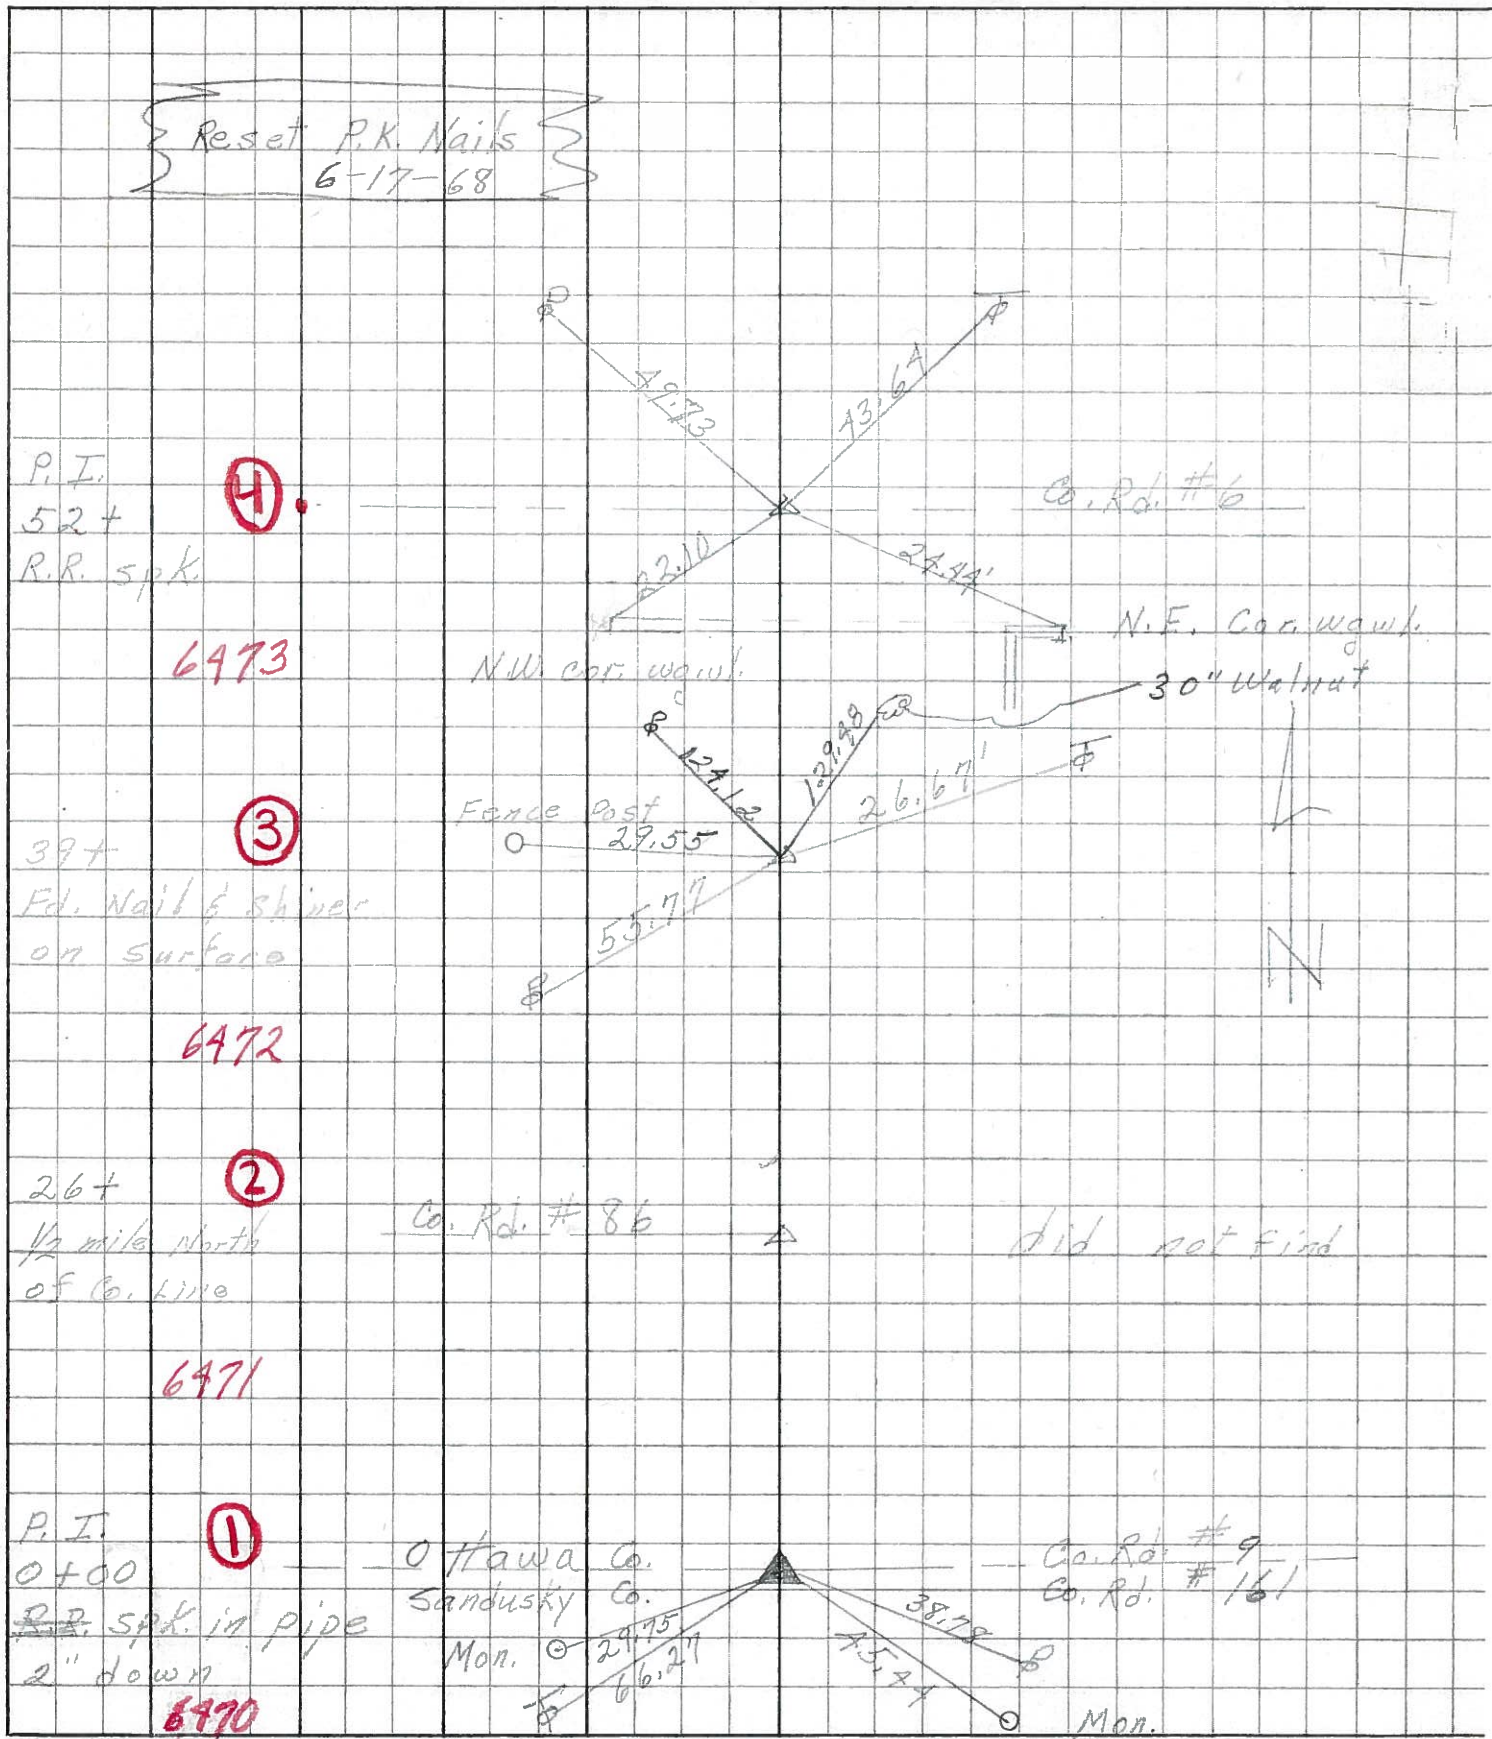 Reset P.K. Nails
6-17-68
49.73
43.64
P.I.
4
Co. Rd. #6
52+
R.R. spk.
22.10
24.44'
6473
N.W. cor. wgwl.
N.E. Cor. wgwl.
30" Walnut
124.12
129.48
26.67'
Fence Post
29.55
3
39+
Fd. Nail & Shiner
on Surface
55.77
N
6472
2
26+
1/2 mile North
of Co. Line
Co. Rd. # 86
did not find
6471
P.I.
1
0+00
R.R. spk. in pipe
2" down
6470
Ottawa Co.
Sandusky Co.
Co. Rd. # 9
Co. Rd. # 161
Mon.
29.75
66.27
38.78
45.44
Mon.